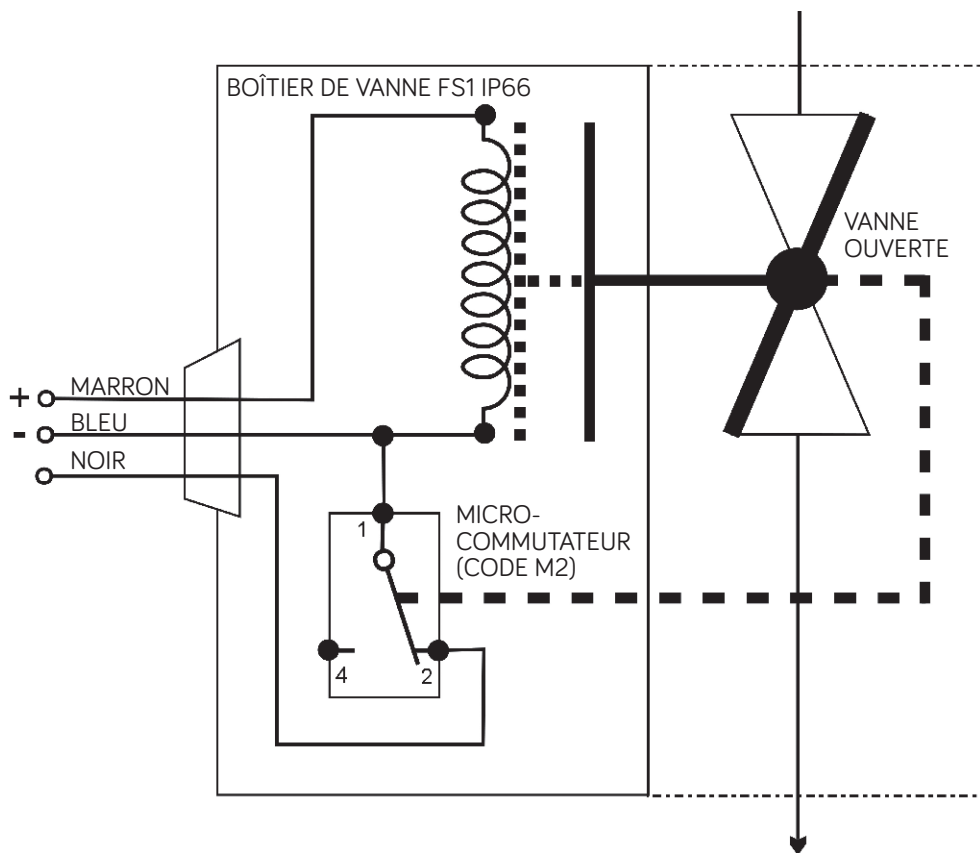 BOÎTIER DE VANNE FS1 IP66
VANNE
OUVERTE
+ MARRON
- BLEU
NOIR
1
MICRO-
COMMUTATEUR
(CODE M2)
4
2